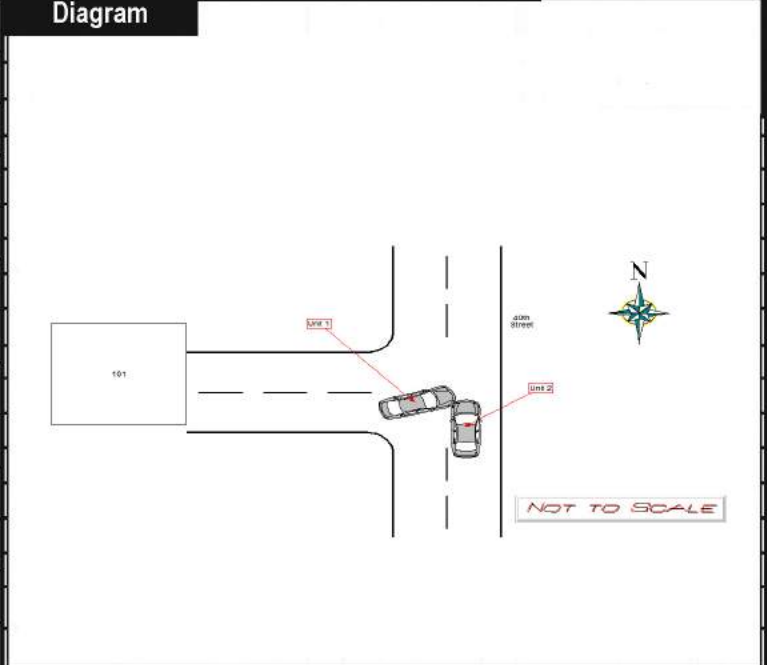 Diagram
N
Unit 1
40th
Street
101
Unit 2
NOT TO SCALE